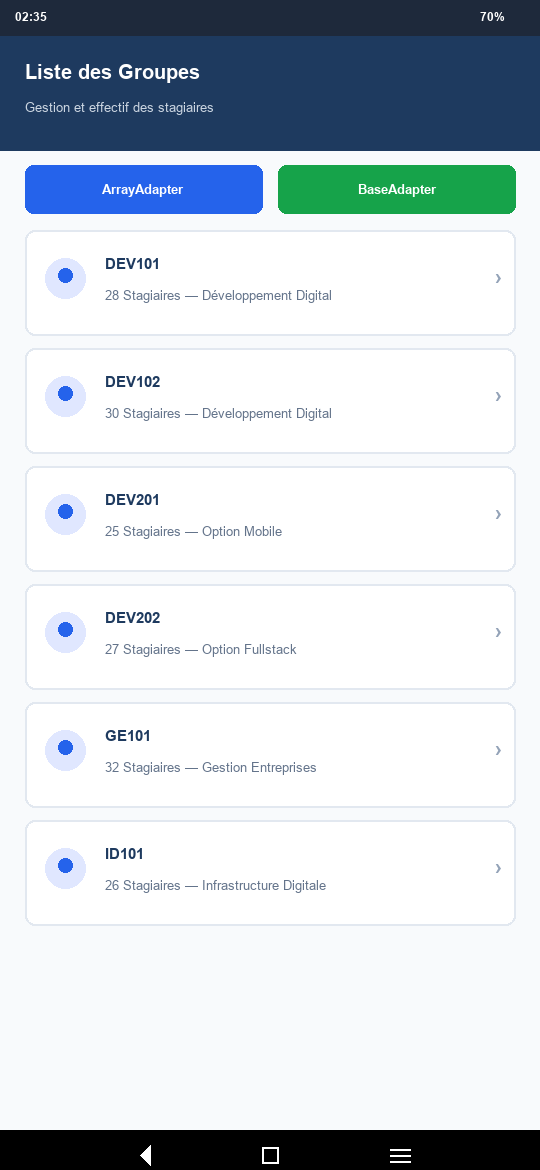 02:35 70%
Liste des Groupes
Gestion et effectif des stagiaires
ArrayAdapter BaseAdapter
DEV101
28 Stagiaires — Développement Digital
›
DEV102
30 Stagiaires — Développement Digital
›
DEV201
25 Stagiaires — Option Mobile
›
DEV202
27 Stagiaires — Option Fullstack
›
GE101
32 Stagiaires — Gestion Entreprises
›
ID101
26 Stagiaires — Infrastructure Digitale
›